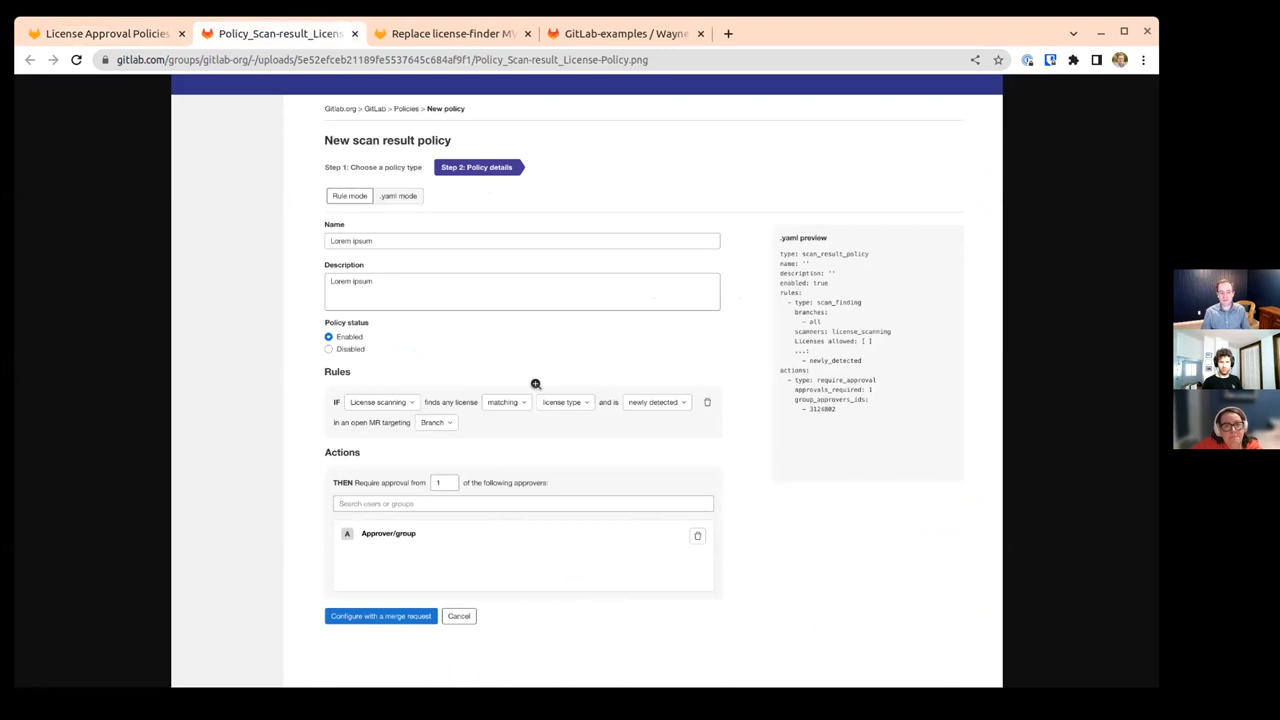 License Approval Policies
Policy_Scan-result_Licens
Replace license-finder MV
GitLab-examples / Wayne
gitlab.com/groups/gitlab-org/-/uploads/5e52efceb21189fe5537645c684af9f1/Policy_Scan-result_License-Policy.png
Gitlab.org > GitLab > Policies > New policy
New scan result policy
Step 1: Choose a policy type
Step 2: Policy details
Rule mode
.yaml mode
Name
Lorem ipsum
Description
Lorem ipsum
Policy status
Enabled
Disabled
Rules
IF License scanning finds any license matching license type and is newly detected
in an open MR targeting Branch
Actions
THEN Require approval from 1 of the following approvers:
Search users or groups
A Approver/group
Configure with a merge request
Cancel
.yaml preview
type: scan_result_policy
name: ''
description: ''
enabled: true
rules:
- type: scan_finding
branches:
- all
scanners: license_scanning
Licenses allowed: [ ]
...:
- newly_detected
actions:
- type: require_approval
approvals_required: 1
group_approvers_ids:
- 3124802